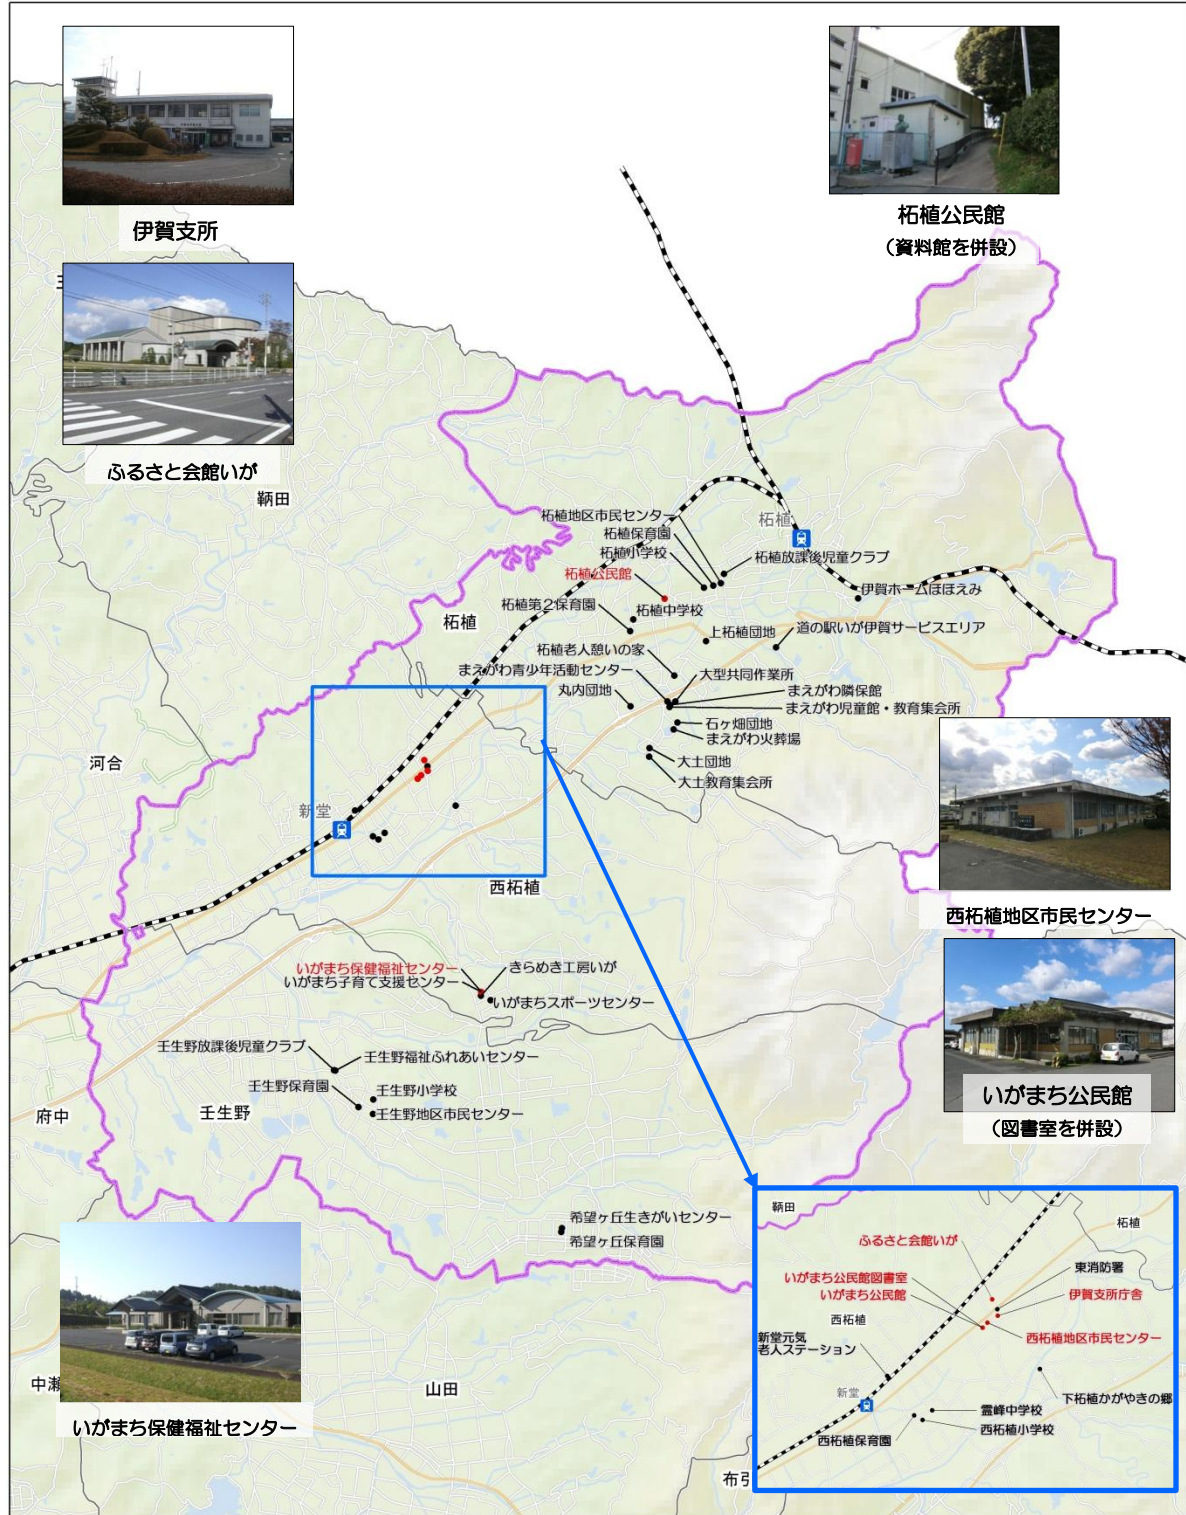 伊賀支所
柘植公民館
（資料館を併設）
ふるさと会館いが
鞆田
柘植
柘植地区市民センター
柘植保育園
柘植小学校
柘植放課後児童クラブ
柘植公民館
伊賀ホームほほえみ
柘植第2保育園
柘植中学校
柘植
上柘植団地
道の駅いが伊賀サービスエリア
柘植老人憩いの家
まえがわ青少年活動センター
大型共同作業所
丸内団地
まえがわ隣保館
まえがわ児童館・教育集会所
石ヶ畑団地
まえがわ火葬場
大土団地
大土教育集会所
河合
新堂
西柘植
西柘植地区市民センター
いがまち保健福祉センター
きらめき工房いが
いがまち子育て支援センター
いがまちスポーツセンター
壬生野放課後児童クラブ
壬生野福祉ふれあいセンター
壬生野保育園
壬生野小学校
壬生野地区市民センター
府中
壬生野
いがまち公民館
（図書室を併設）
希望ヶ丘生きがいセンター
希望ヶ丘保育園
鞆田
柘植
ふるさと会館いが
東消防署
いがまち公民館図書室
いがまち公民館
伊賀支所庁舎
西柘植
西柘植地区市民センター
新堂元気
老人ステーション
下柘植かがやきの郷
新堂
霊峰中学校
西柘植小学校
西柘植保育園
中瀬
山田
いがまち保健福祉センター
布引